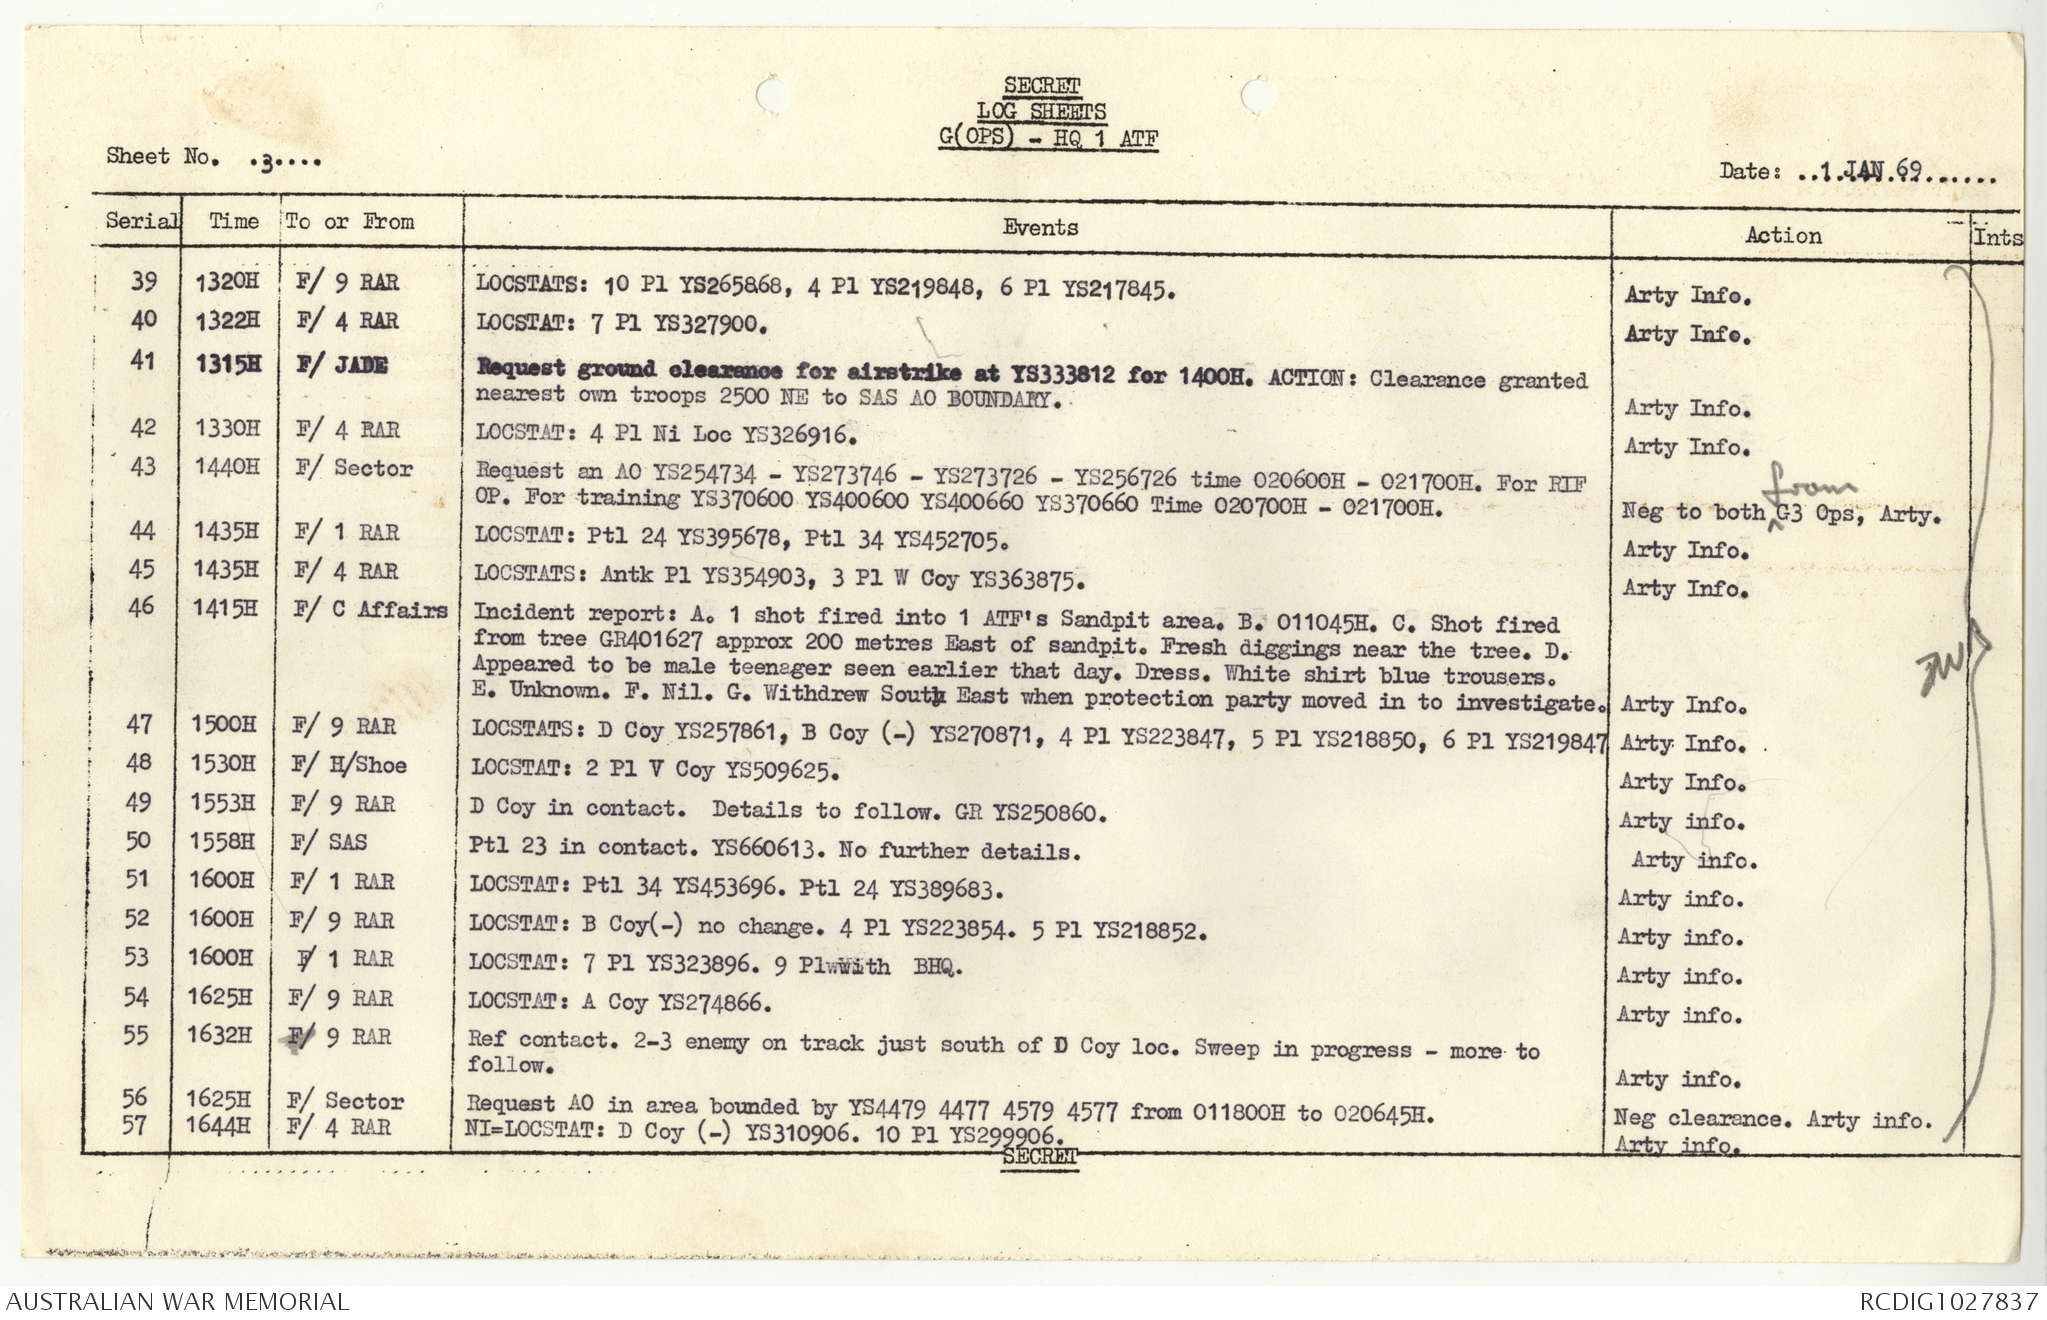 SECRET
LOG SHEETS
G(OPS) - HQ 1 ATF
Sheet No. .3....
Date: ..1 JAN 69......
Serial Time To or From Events Action Ints
39 1320H F/ 9 RAR LOCSTATS: 10 Pl YS265868, 4 Pl YS219848, 6 Pl YS217845. Arty Info.
40 1322H F/ 4 RAR LOCSTAT: 7 Pl YS327900. Arty Info.
41 1315H F/ JADE Request ground clearance for airstrike at YS333812 for 1400H. ACTION: Clearance granted
nearest own troops 2500 NE to SAS AO BOUNDARY. Arty Info.
42 1330H F/ 4 RAR LOCSTAT: 4 Pl Ni Loc YS326916. Arty Info.
43 1440H F/ Sector Request an AO YS254734 - YS273746 - YS273726 - YS256726 time 020600H - 021700H. For RIF
OP. For training YS370600 YS400600 YS400660 YS370660 Time 020700H - 021700H. Neg to both from G3 Ops, Arty.
44 1435H F/ 1 RAR LOCSTAT: Ptl 24 YS395678, Ptl 34 YS452705. Arty Info.
45 1435H F/ 4 RAR LOCSTATS: Antk Pl YS354903, 3 Pl W Coy YS363875. Arty Info.
46 1415H F/ C Affairs Incident report: A. 1 shot fired into 1 ATF's Sandpit area. B. 011045H. C. Shot fired
from tree GR401627 approx 200 metres East of sandpit. Fresh diggings near the tree. D.
Appeared to be male teenager seen earlier that day. Dress. White shirt blue trousers.
E. Unknown. F. Nil. G. Withdrew South East when protection party moved in to investigate. Arty Info.
47 1500H F/ 9 RAR LOCSTATS: D Coy YS257861, B Coy (-) YS270871, 4 Pl YS223847, 5 Pl YS218850, 6 Pl YS219847 Arty Info.
48 1530H F/ H/Shoe LOCSTAT: 2 Pl V Coy YS509625. Arty Info.
49 1553H F/ 9 RAR D Coy in contact. Details to follow. GR YS250860. Arty info.
50 1558H F/ SAS Ptl 23 in contact. YS660613. No further details. Arty info.
51 1600H F/ 1 RAR LOCSTAT: Ptl 34 YS453696. Ptl 24 YS389683. Arty info.
52 1600H F/ 9 RAR LOCSTAT: B Coy(-) no change. 4 Pl YS223854. 5 Pl YS218852. Arty info.
53 1600H F/ 1 RAR LOCSTAT: 7 Pl YS323896. 9 Pl with BHQ. Arty info.
54 1625H F/ 9 RAR LOCSTAT: A Coy YS274866. Arty info.
55 1632H F/ 9 RAR Ref contact. 2-3 enemy on track just south of D Coy loc. Sweep in progress - more to
follow. Arty info.
56 1625H F/ Sector Request AO in area bounded by YS4479 4477 4579 4577 from 011800H to 020645H. Neg clearance. Arty info.
57 1644H F/ 4 RAR NI=LOCSTAT: D Coy (-) YS310906. 10 Pl YS299906. Arty info.
SECRET
AUSTRALIAN WAR MEMORIAL
RCDIG1027837